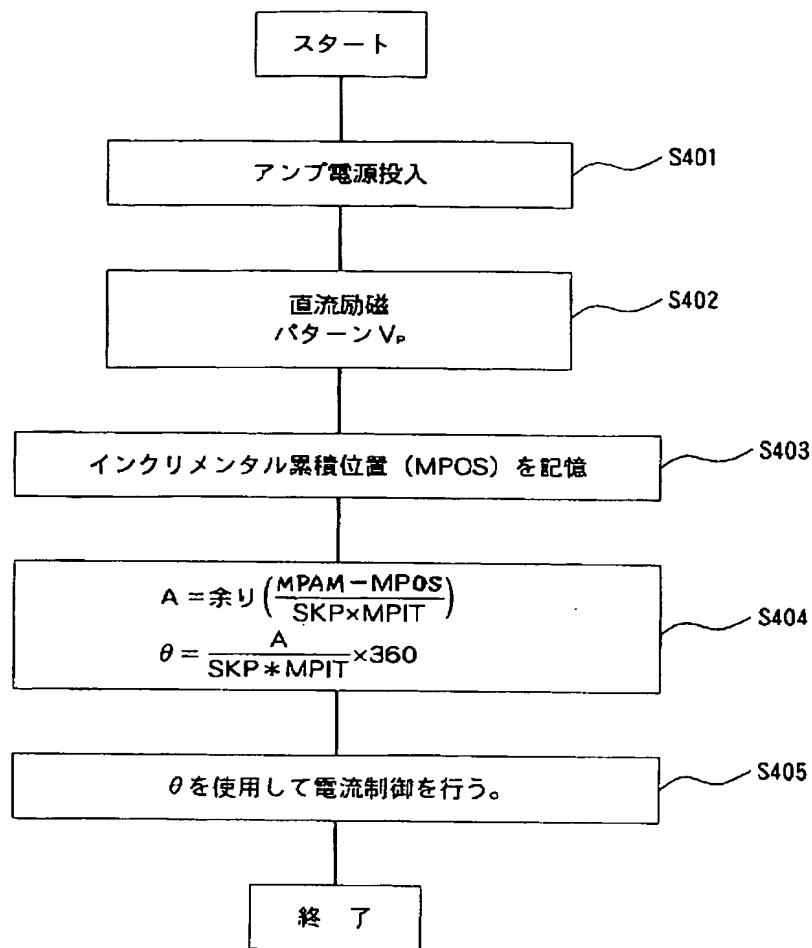 スタート
アンプ電源投入
S401
直流励磁
パターンVP
S402
インクリメンタル累積位置（MPOS）を記憶
S403
A＝余り(MPAM−MPOS/SKP×MPIT)
θ＝A/SKP＊MPIT×360
S404
θを使用して電流制御を行う。
S405
終 了